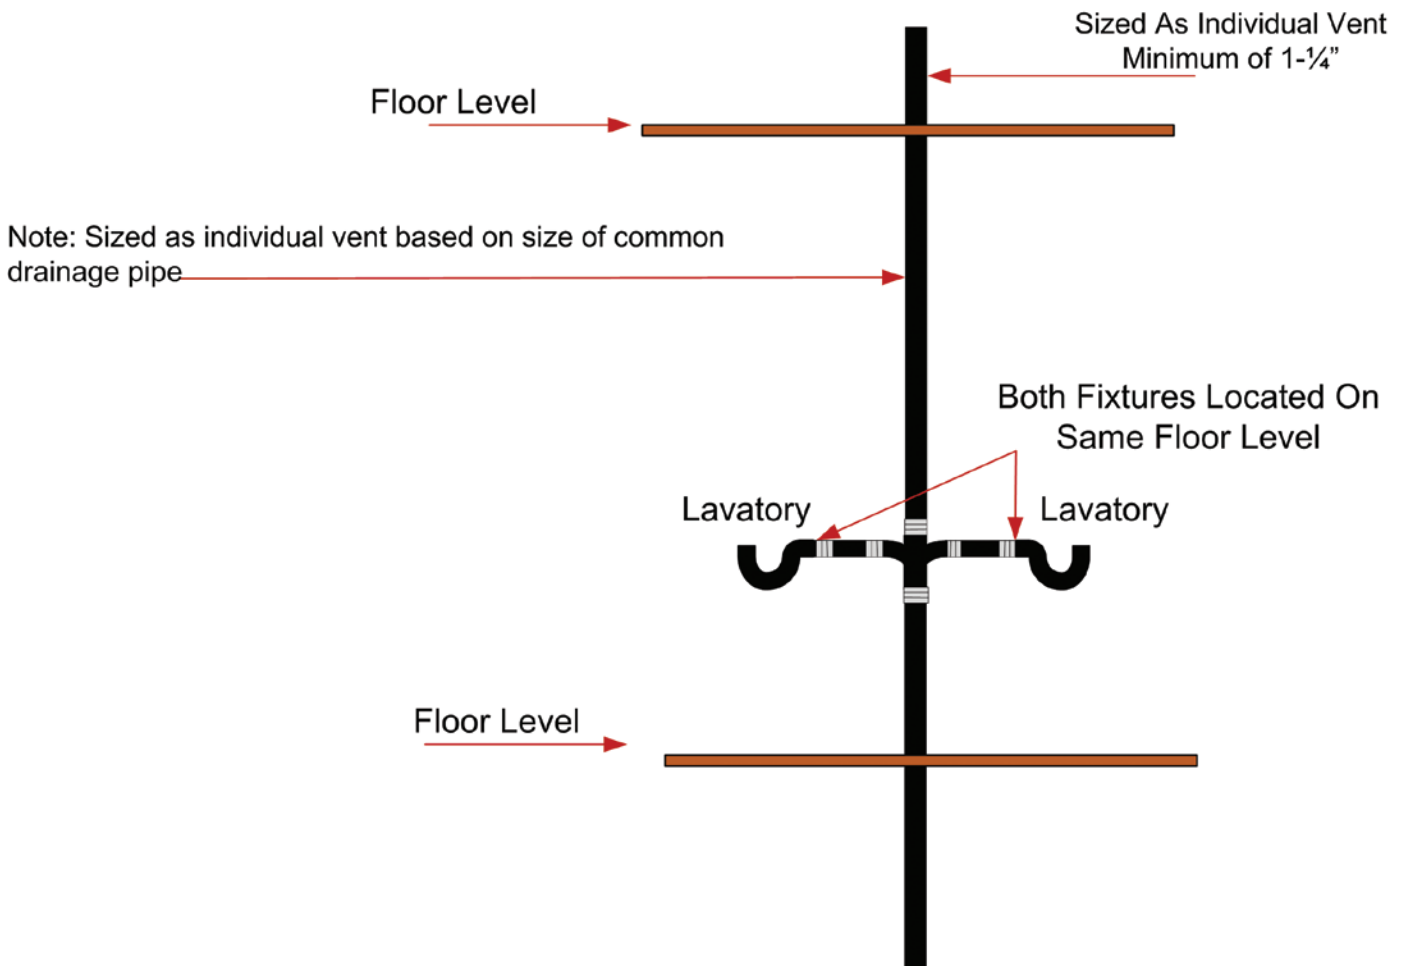 Sized As Individual Vent
Minimum of 1-¼”
Floor Level
Note: Sized as individual vent based on size of common
drainage pipe
Both Fixtures Located On
Same Floor Level
Lavatory
Lavatory
Floor Level